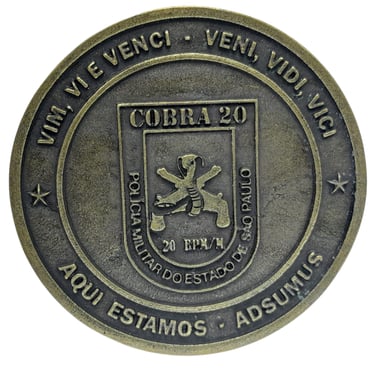 VIM, VI E VENCI · VENI, VIDI, VICI
COBRA 20
20 BPM/M
POLÍCIA MILITAR DO ESTADO DE SÃO PAULO
AQUI ESTAMOS · ADSUMUS